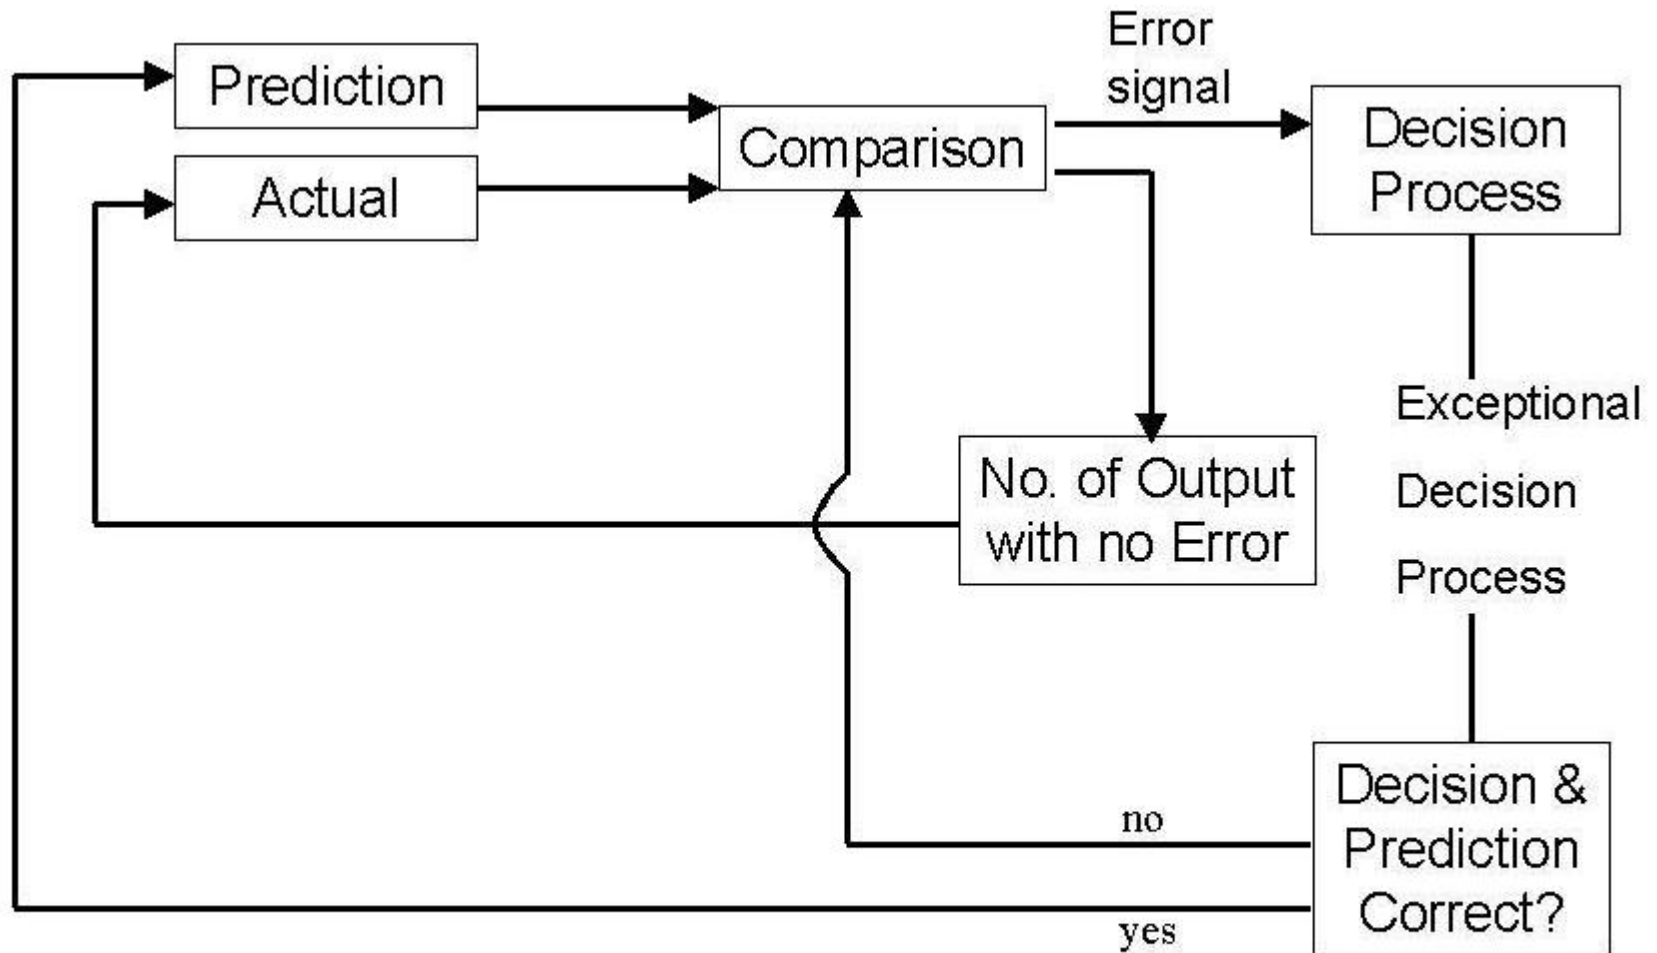 Error
signal
Prediction
Actual
Comparison
Decision
Process
Exceptional
Decision
Process
No. of Output
with no Error
Decision &
Prediction
Correct?
no
yes